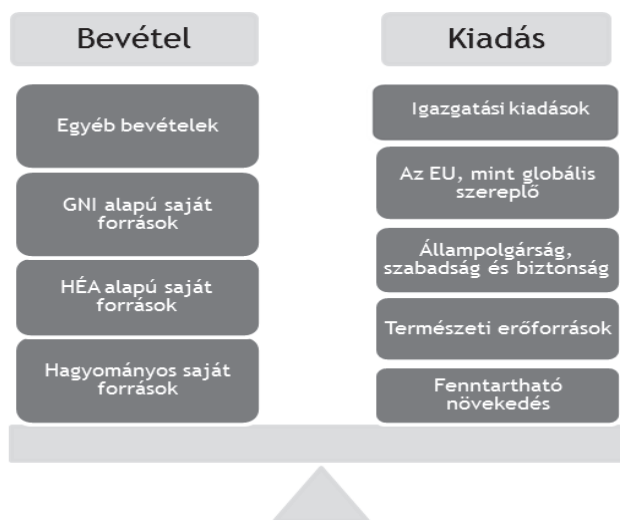 Bevétel
Egyéb bevételek
GNI alapú saját
források
HÉA alapú saját
források
Hagyományos saját
források
Kiadás
Igazgatási kiadások
Az EU, mint globális
szereplő
Állampolgárság,
szabadság és biztonság
Természeti erőforrások
Fenntartható
növekedés